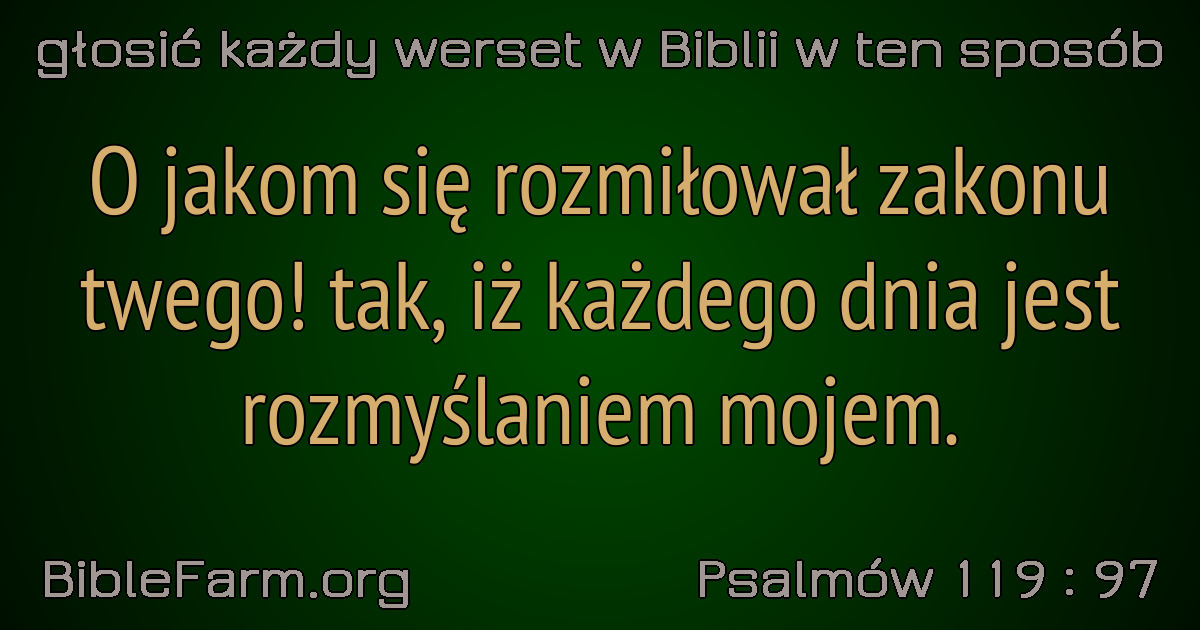 głosić każdy werset w Biblii w ten sposób
O jakom się rozmiłował zakonu
twego! tak, iż każdego dnia jest
rozmyślaniem mojem.
BibleFarm.org
Psalmów 119 : 97